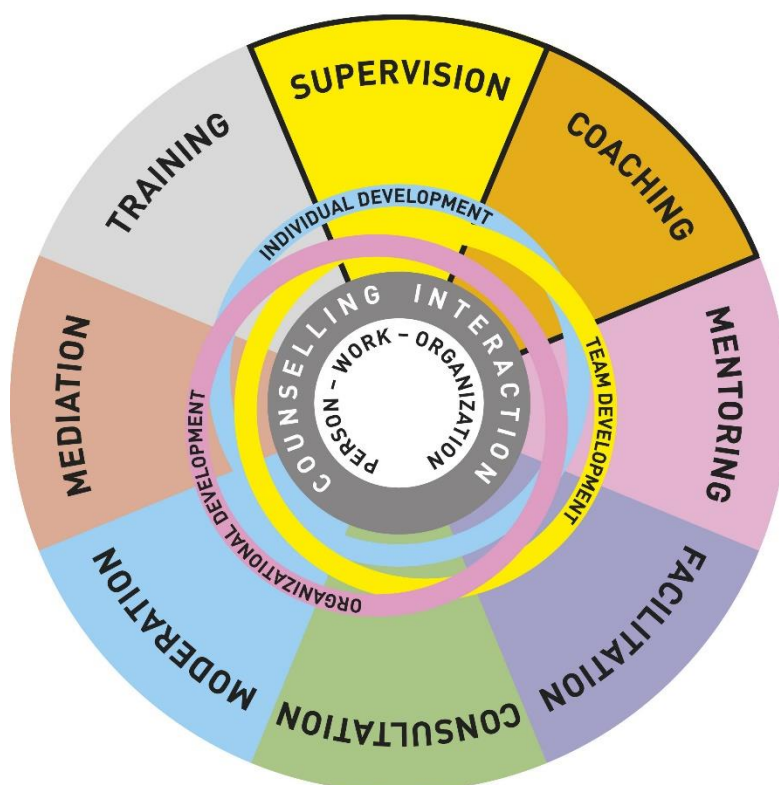 SUPERVISION
COACHING
MENTORING
FACILITATION
CONSULTATION
MODERATION
MEDIATION
TRAINING
INDIVIDUAL DEVELOPMENT
TEAM DEVELOPMENT
ORGANIZATIONAL DEVELOPMENT
COUNSELLING INTERACTION
PERSON – WORK – ORGANIZATION